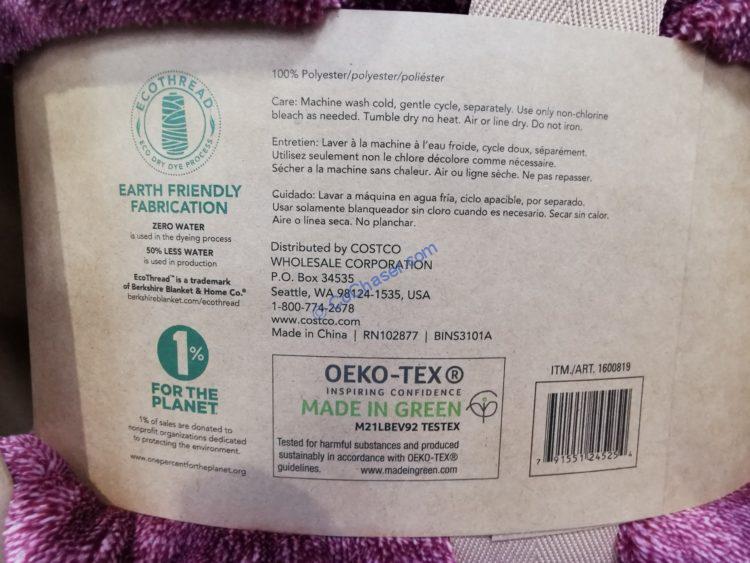 ECOTHREAD
ECO DRY DYE PROCESS
EARTH FRIENDLY
FABRICATION
ZERO WATER
is used in the dyeing process
50% LESS WATER
is used in production
EcoThread™ is a trademark
of Berkshire Blanket & Home Co.®
berkshireblanket.com/ecothread
1%
FOR THE
PLANET
1% of sales are donated to
nonprofit organizations dedicated
to protecting the environment.
www.onepercentfortheplanet.org
100% Polyester/polyester/poliéster
Care: Machine wash cold, gentle cycle, separately. Use only non-chlorine
bleach as needed. Tumble dry no heat. Air or line dry. Do not iron.
Entretien: Laver à la machine à l'eau froide, cycle doux, séparément.
Utilisez seulement non le chlore décolore comme nécessaire.
Sécher a la machine sans chaleur. Air ou ligne sèche. Ne pas repasser.
Cuidado: Lavar a máquina en agua fría, ciclo apacible, por separado.
Usar solamente blanqueador sin cloro cuando es necesario. Secar sin calor.
Aire o línea seca. No planchar.
Distributed by COSTCO
WHOLESALE CORPORATION
P.O. Box 34535
Seattle, WA 98124-1535, USA
1-800-774-2678
www.costco.com
Made in China | RN102877 | BINS3101A
© CoChaser.com
OEKO-TEX®
INSPIRING CONFIDENCE
MADE IN GREEN
M21LBEV92 TESTEX
Tested for harmful substances and produced
sustainably in accordance with OEKO-TEX®
guidelines. www.madeingreen.com
ITM./ART. 1600819
7 91551 24525 4